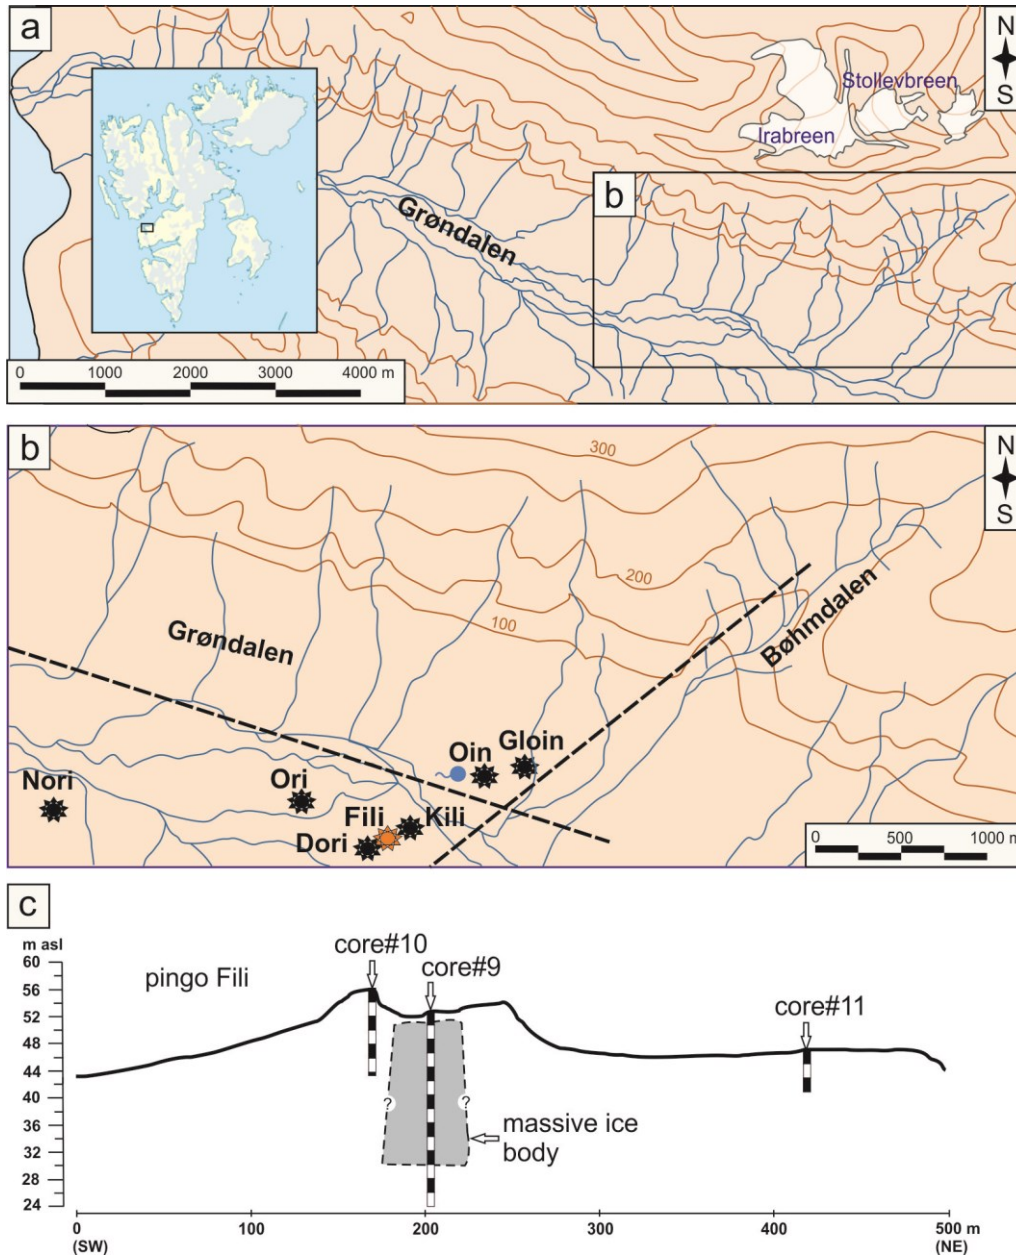 a
N
S
Stollevbreen
Irabreen
b
Grøndalen
0 1000 2000 3000 4000 m
b
N
S
300
200
100
Grøndalen
Bøhmdalen
Oin Gloin
Nori
Ori
Fili Kili
Dori
0 500 1000 m
c
m asl
60
56
52
48
44
40
36
32
28
24
pingo Fili
core#10
core#9
core#11
? ?
massive ice
body
0 100 200 300 400 500 m
(SW) (NE)